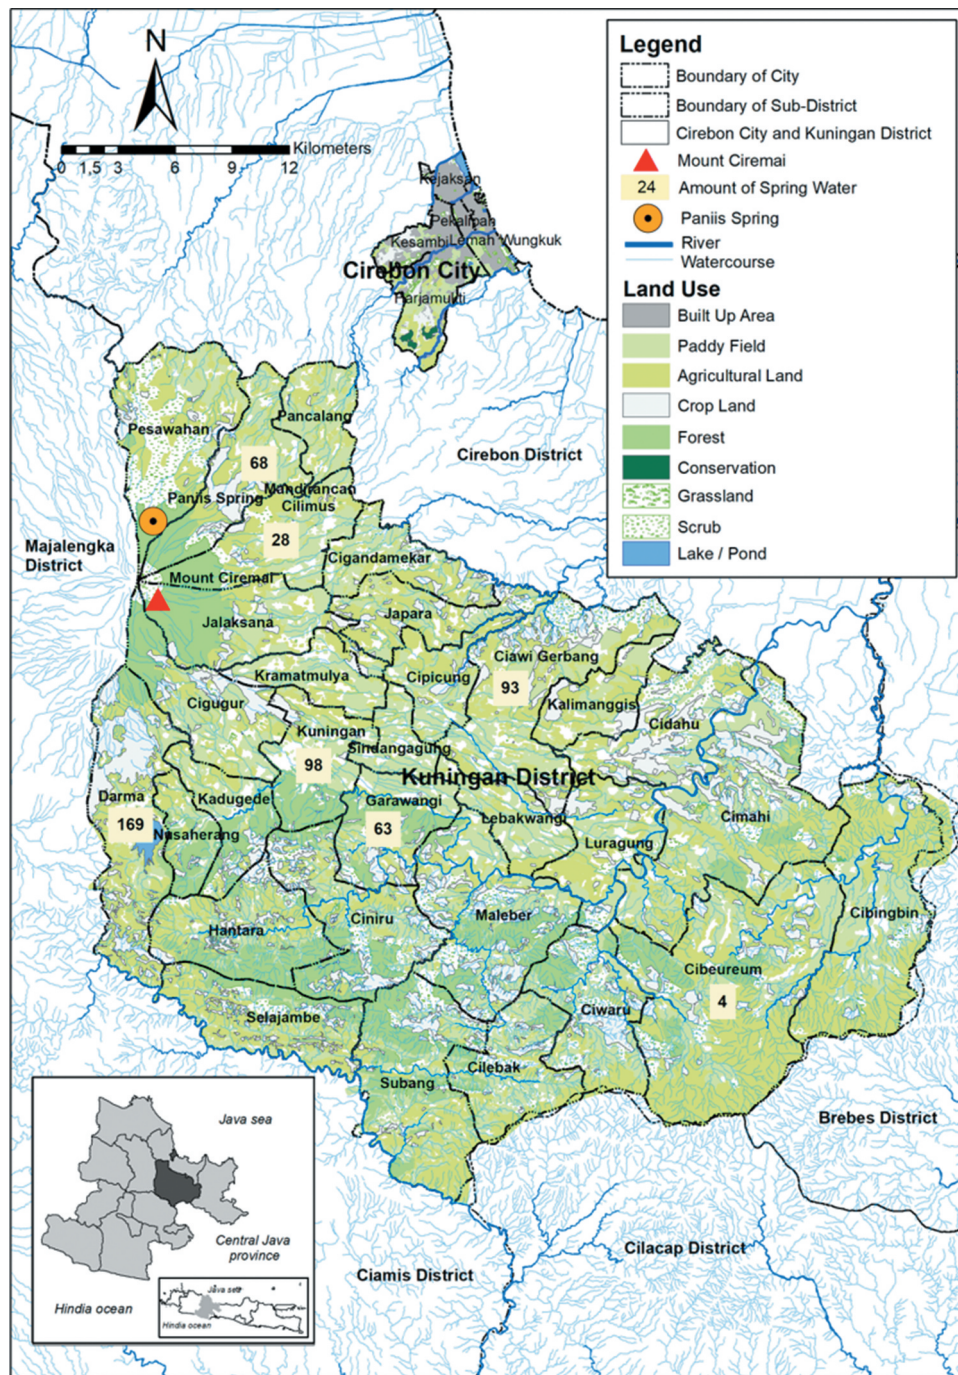 N
Kilometers
0 1,5 3 6 9 12
Legend
Boundary of City
Boundary of Sub-District
Cirebon City and Kuningan District
Mount Ciremai
24 Amount of Spring Water
Paniis Spring
River
Watercourse
Land Use
Built Up Area
Paddy Field
Agricultural Land
Crop Land
Forest
Conservation
Grassland
Scrub
Lake / Pond
Kejaksan
Pekalipan
Kesambi Lemah Wungkuk
Cirebon City
Harjamukti
Pancalang
Pesawahan
Cirebon District
68
Mandirancan
Paniis Spring
Cilimus
28
Majalengka
District
Cigandamekar
Mount Ciremai
Jalaksana
Japara
Ciawi Gerbang
Kramatmulya
Cipicung
93
Cigugur
Kalimanggis
Cidahu
Kuningan
Sindangagung
98
Kuningan District
Darma
Kadugede
Garawangi
169
Nusaherang
63
Lebakwangi
Cimahi
Luragung
Hantara
Ciniru
Maleber
Cibingbin
Cibeureum
4
Selajambe
Ciwaru
Subang
Cilebak
Brebes District
Cilacap District
Ciamis District
Java sea
Central Java
province
Hindia ocean
Java sea
Hindia ocean